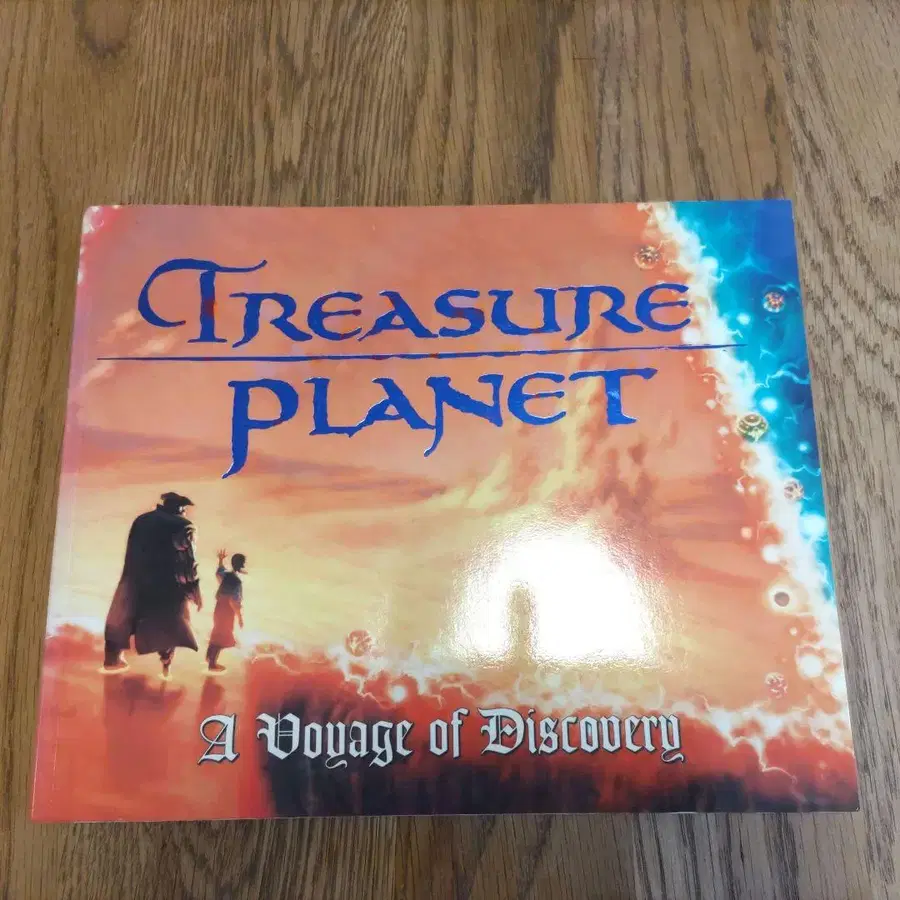 TREASURE
PLANET
A Voyage of Discovery